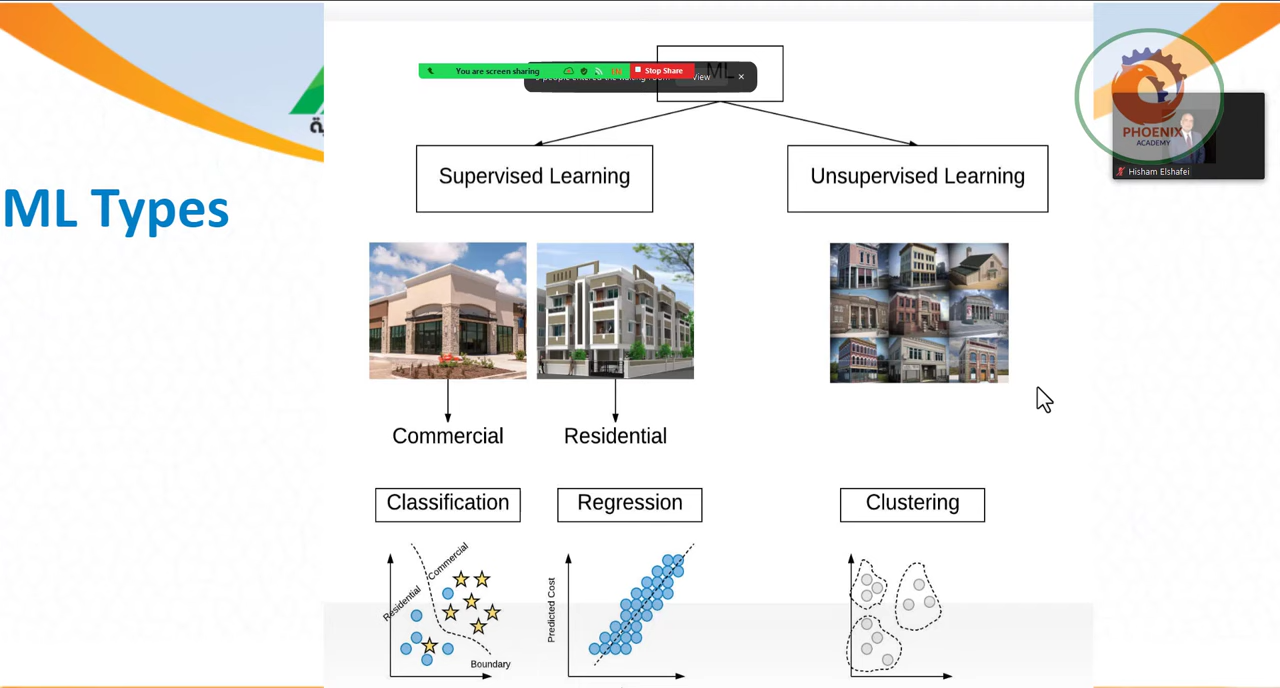 You are screen sharing
Stop Share
View
ML
ML Types
Supervised Learning
Unsupervised Learning
PHOENIX
ACADEMY
Hisham Elshafei
Commercial
Residential
Classification
Regression
Clustering
Residential
Commercial
Boundary
Predicted Cost